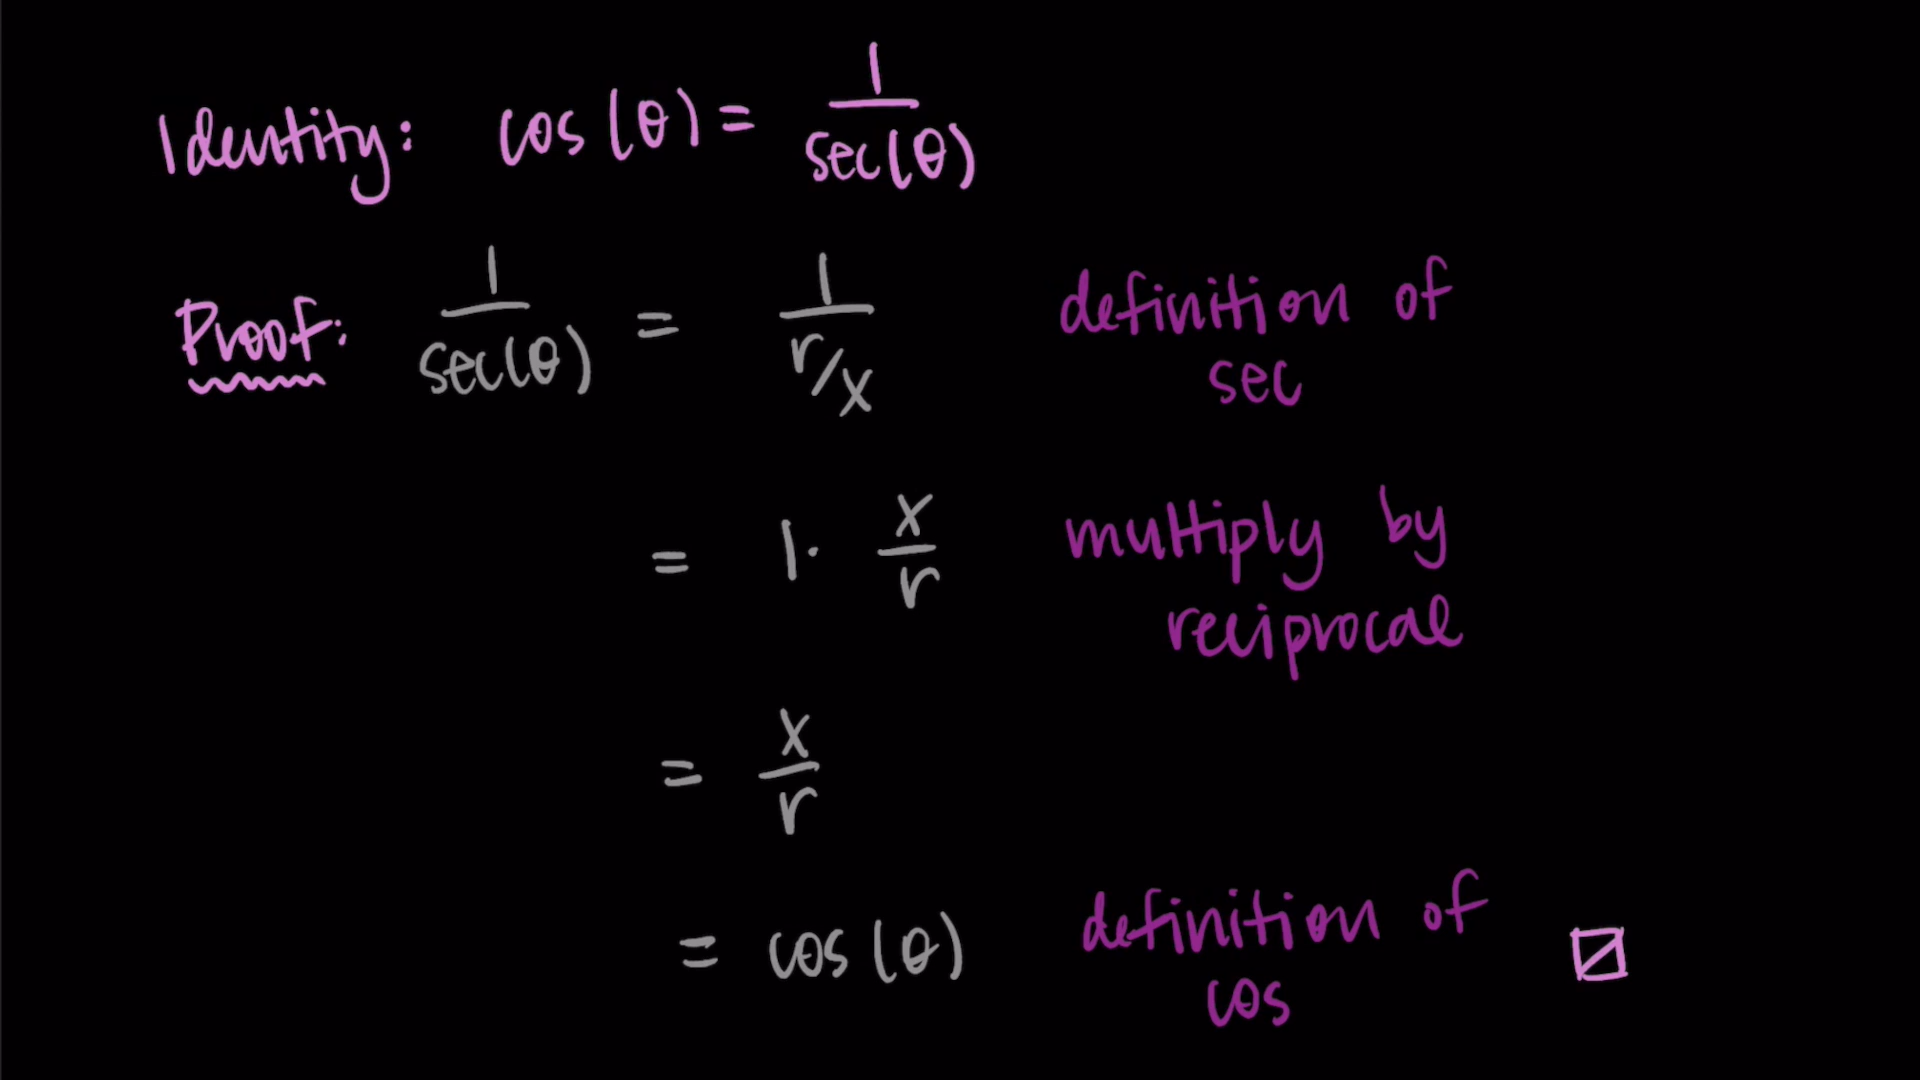 Identity: cos(θ) = 1/sec(θ)
Proof: 1/sec(θ) = 1/(r/x) definition of sec
= 1 · x/r multiply by reciprocal
= x/r
= cos(θ) definition of cos